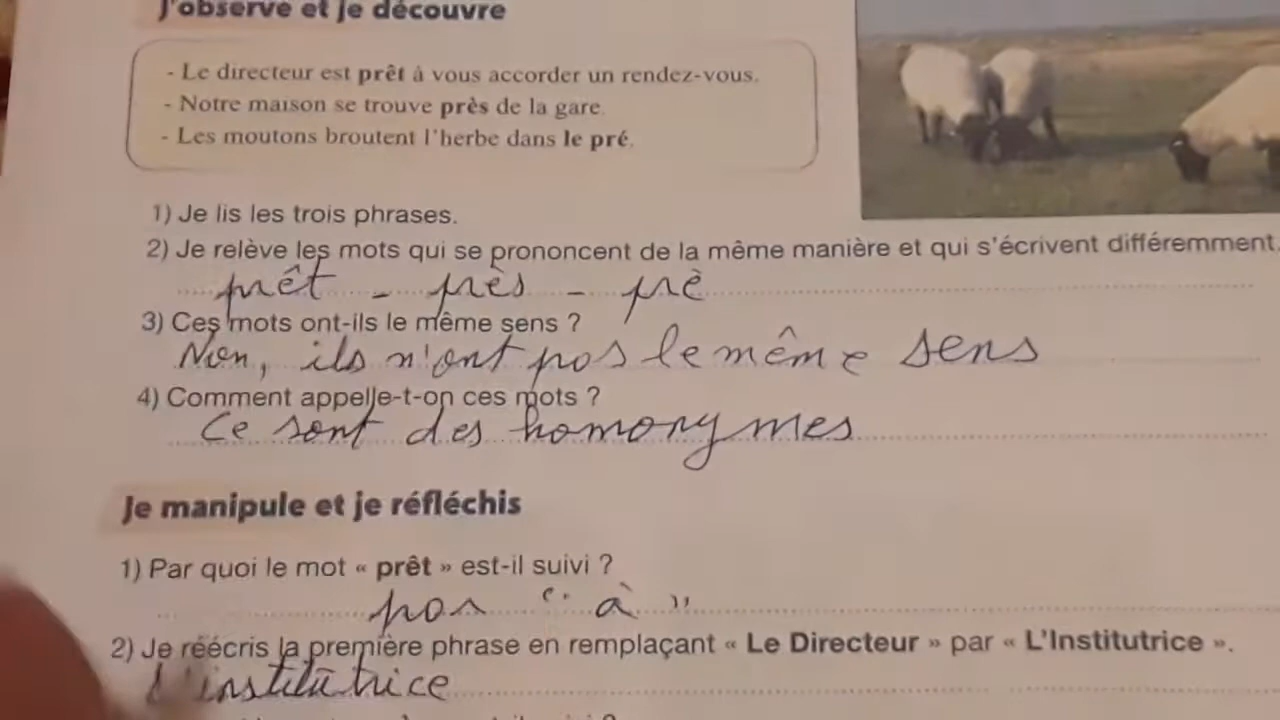 J'observe et je découvre
- Le directeur est prêt à vous accorder un rendez-vous.
- Notre maison se trouve près de la gare.
- Les moutons broutent l'herbe dans le pré.
1) Je lis les trois phrases.
2) Je relève les mots qui se prononcent de la même manière et qui s'écrivent différemment.
prêt - près - prè
3) Ces mots ont-ils le même sens ?
Non, ils n'ont pas le même sens
4) Comment appelle-t-on ces mots ?
Ce sont des homonymes
Je manipule et je réfléchis
1) Par quoi le mot « prêt » est-il suivi ?
par " à "
2) Je réécris la première phrase en remplaçant « Le Directeur » par « L'Institutrice ».
L'institutrice